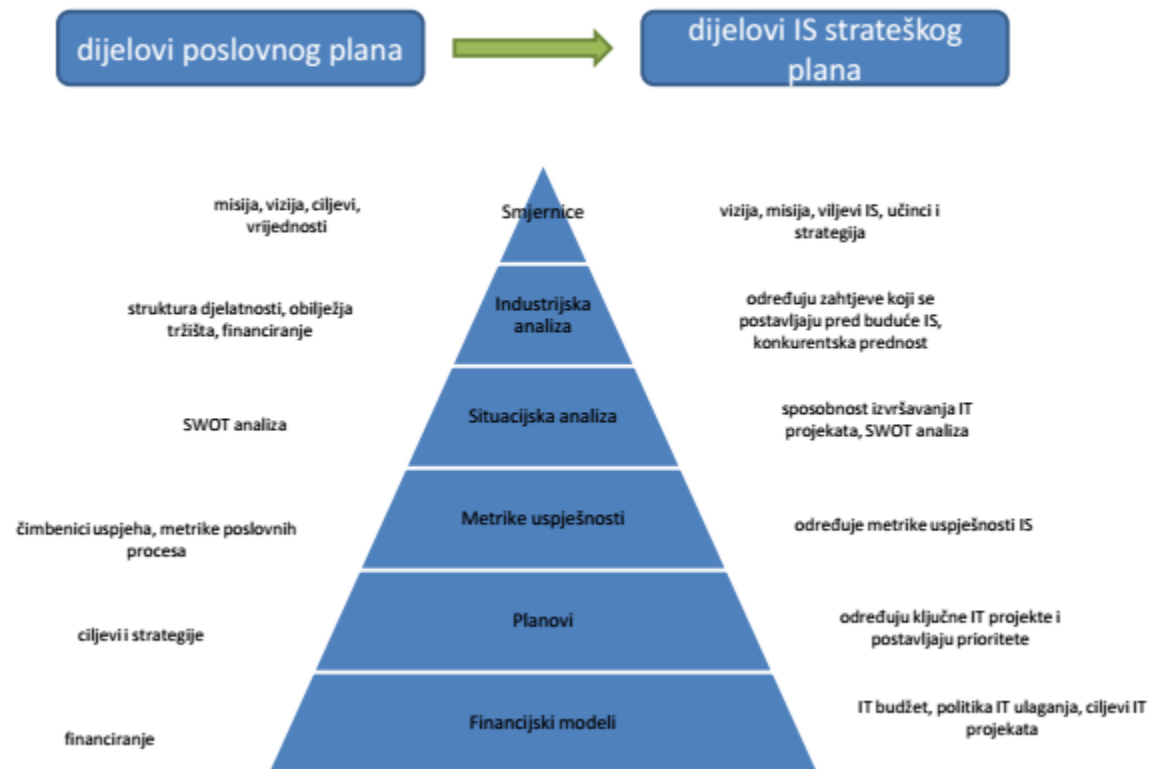 dijelovi poslovnog plana
dijelovi IS strateškog
plana
misija, vizija, ciljevi,
vrijednosti
Smjernice
vizija, misija, viljevi IS, učinci i
strategija
struktura djelatnosti, obilježja
tržišta, financiranje
Industrijska
analiza
određuju zahtjeve koji se
postavljaju pred buduće IS,
konkurentska prednost
SWOT analiza
Situacijska analiza
sposobnost izvršavanja IT
projekata, SWOT analiza
čimbenici uspjeha, metrike poslovnih
procesa
Metrike uspješnosti
određuje metrike uspješnosti IS
ciljevi i strategije
Planovi
određuju ključne IT projekte i
postavljaju prioritete
financiranje
Financijski modeli
IT budžet, politika IT ulaganja, ciljevi IT
projekata